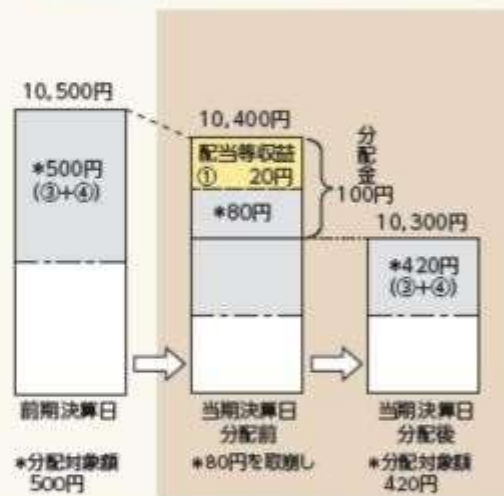 10,500円
*500円
(③+④)
前期決算日
*分配対象額
500円
10,400円
配当等収益
① 20円
*80円
分配金
100円
当期決算日
分配前
*80円を取崩し
10,300円
*420円
(③+④)
当期決算日
分配後
*分配対象額
420円